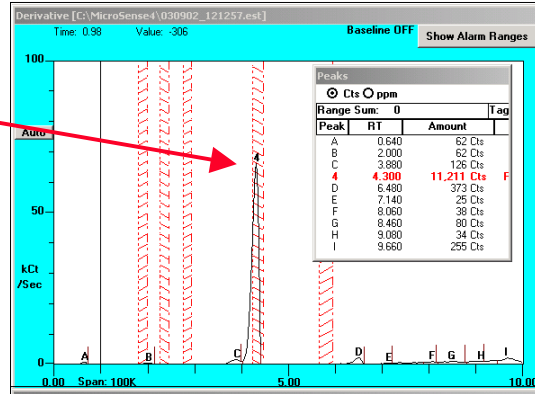 Derivative [C:\MicroSense4\030902_121257.est]
Time: 0.98 Value: -306 Baseline OFF Show Alarm Ranges
100
Peaks
Cts ppm
Range Sum: 0 Tag
Peak RT Amount
A 0.640 62 Cts
B 2.000 62 Cts
C 3.880 126 Cts
4 4.300 11,211 Cts F
D 6.480 373 Cts
E 7.140 25 Cts
F 8.060 38 Cts
G 8.460 80 Cts
H 9.080 34 Cts
I 9.660 255 Cts
Auto
4
50
kCt
/Sec
A B C D E F G H I
0
0.00 Span: 100K 5.00 10.00